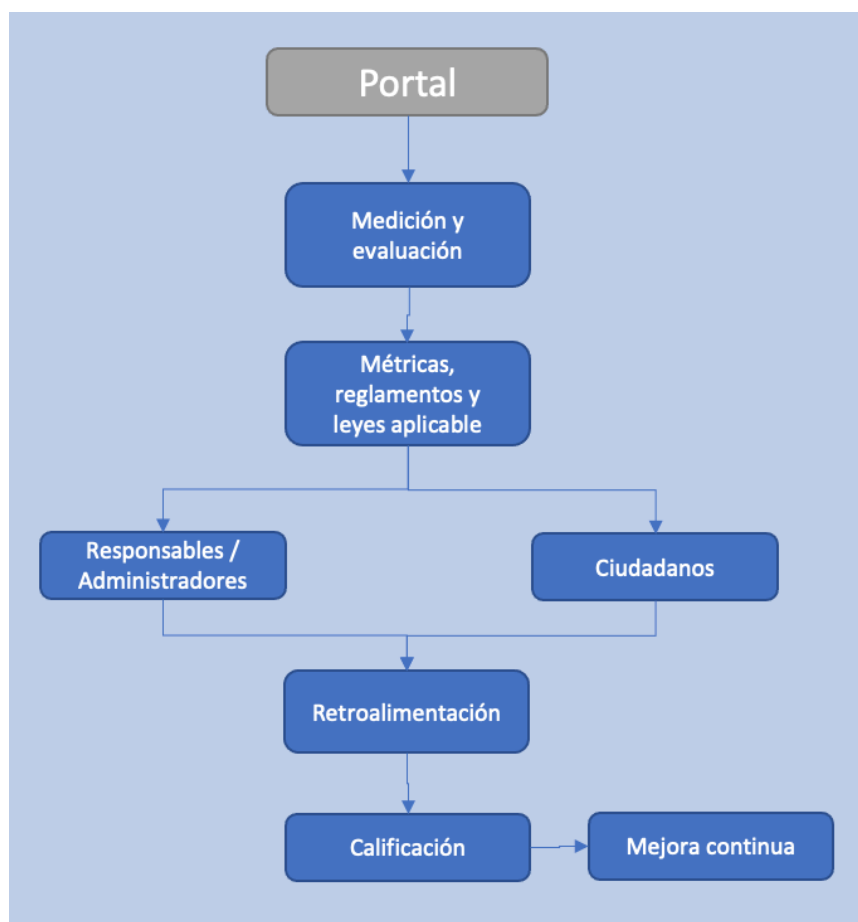 Portal
Medición y
evaluación
Métricas,
reglamentos y
leyes aplicable
Responsables /
Administradores
Ciudadanos
Retroalimentación
Calificación
Mejora continua